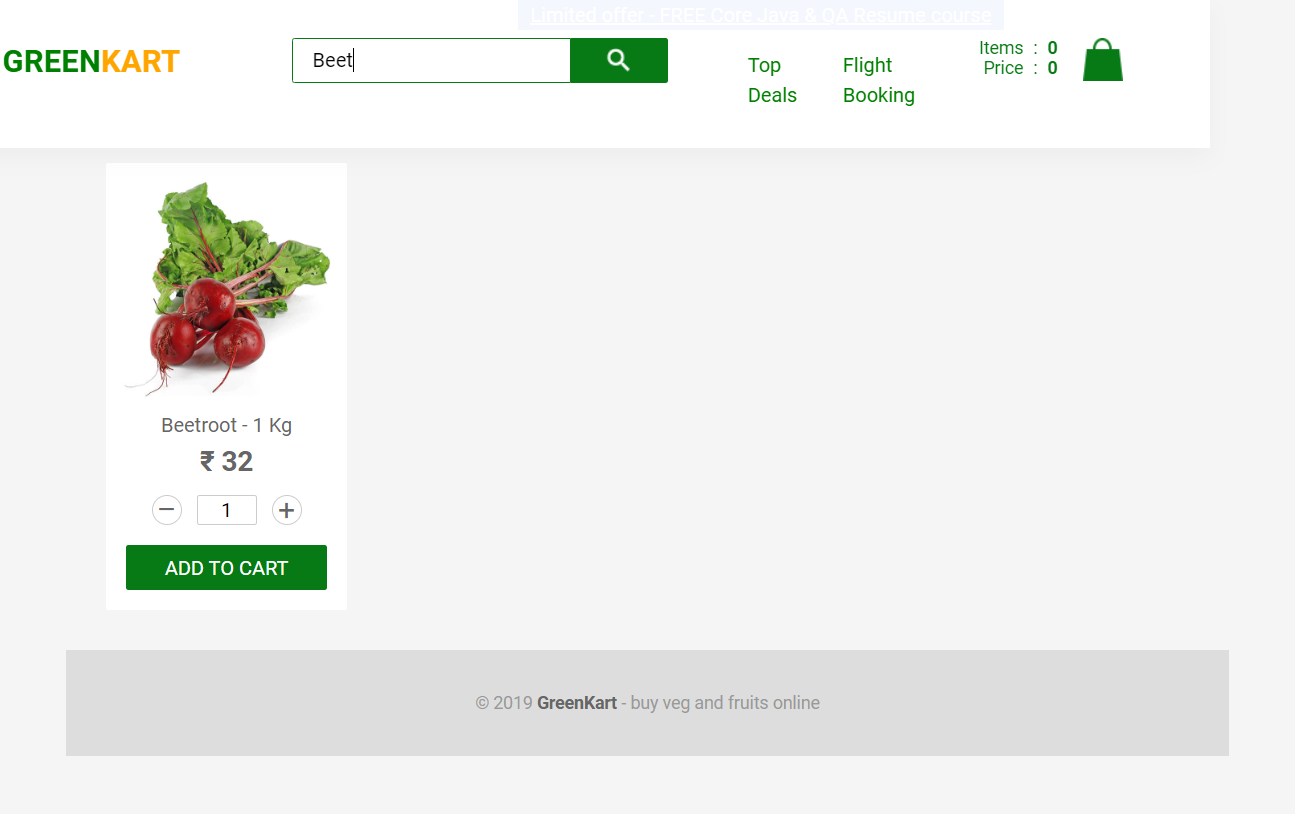 Limited offer - FREE Core Java & QA Resume course
GREENKART
Beet
Top
Deals
Flight
Booking
Items : 0
Price : 0
Beetroot - 1 Kg
₹ 32
1
ADD TO CART
© 2019 GreenKart - buy veg and fruits online